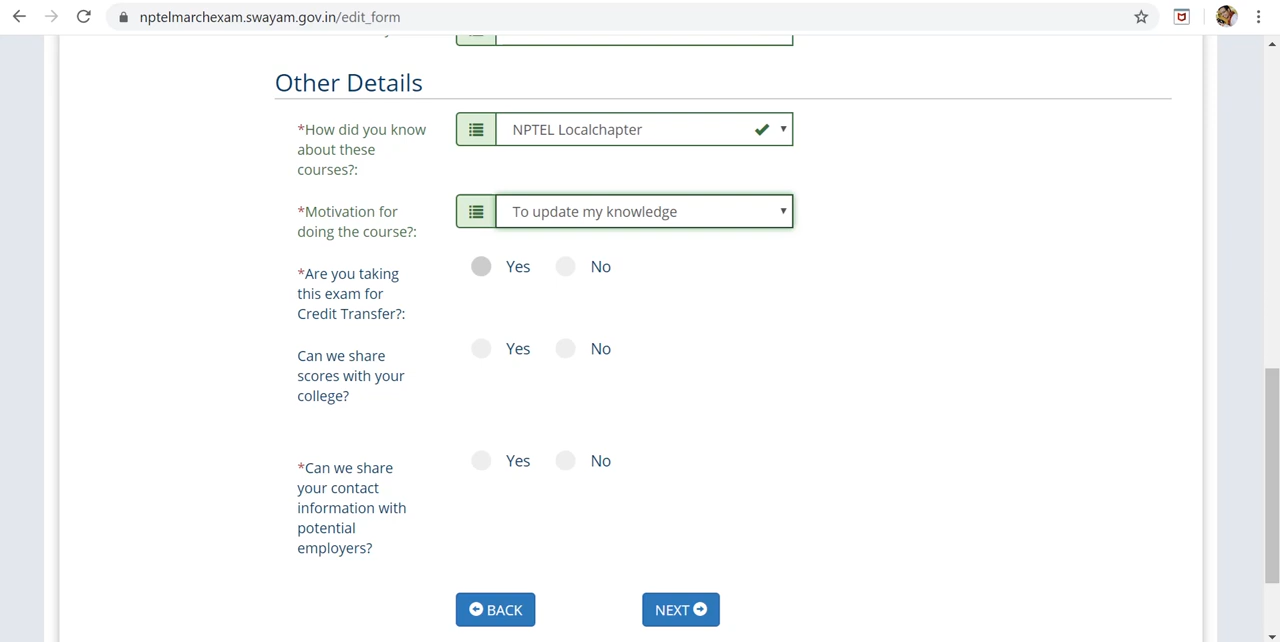 nptelmarchexam.swayam.gov.in/edit_form
Other Details
*How did you know about these courses?:
NPTEL Localchapter
*Motivation for doing the course?:
To update my knowledge
*Are you taking this exam for Credit Transfer?:
Yes No
Can we share scores with your college?
Yes No
*Can we share your contact information with potential employers?
Yes No
BACK NEXT